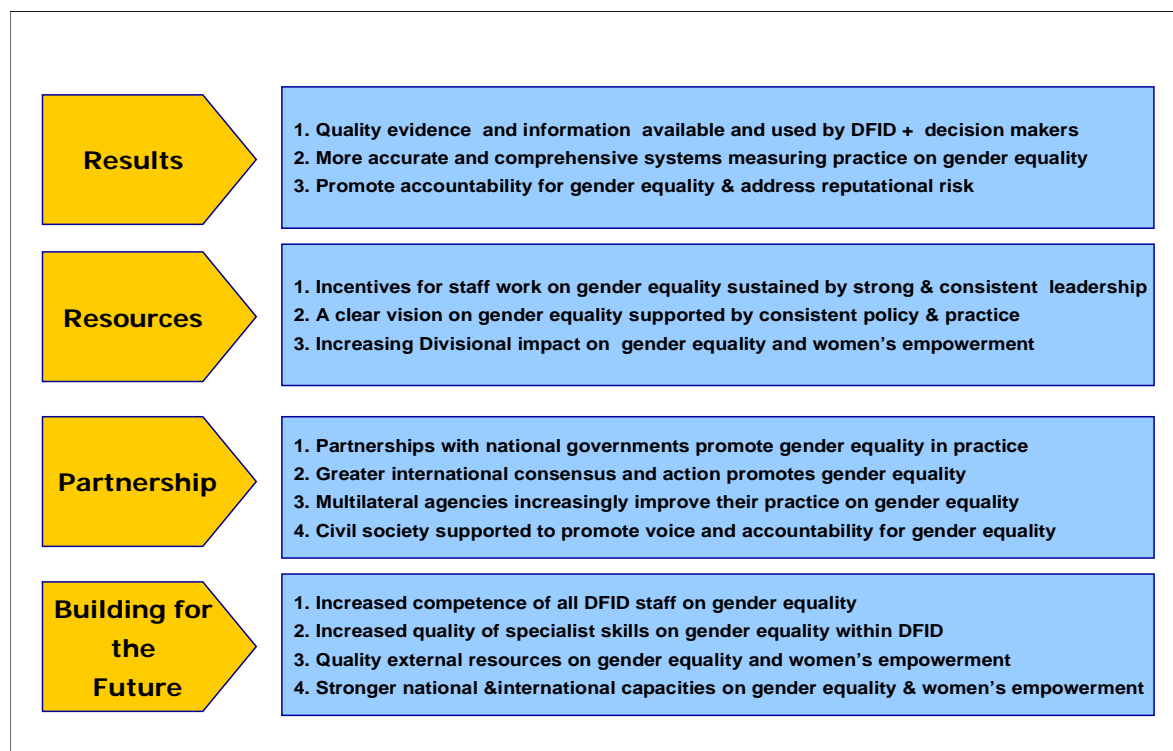 Results
1. Quality evidence and information available and used by DFID + decision makers
2. More accurate and comprehensive systems measuring practice on gender equality
3. Promote accountability for gender equality & address reputational risk
Resources
1. Incentives for staff work on gender equality sustained by strong & consistent leadership
2. A clear vision on gender equality supported by consistent policy & practice
3. Increasing Divisional impact on gender equality and women’s empowerment
Partnership
1. Partnerships with national governments promote gender equality in practice
2. Greater international consensus and action promotes gender equality
3. Multilateral agencies increasingly improve their practice on gender equality
4. Civil society supported to promote voice and accountability for gender equality
Building for
the
Future
1. Increased competence of all DFID staff on gender equality
2. Increased quality of specialist skills on gender equality within DFID
3. Quality external resources on gender equality and women’s empowerment
4. Stronger national &international capacities on gender equality & women’s empowerment